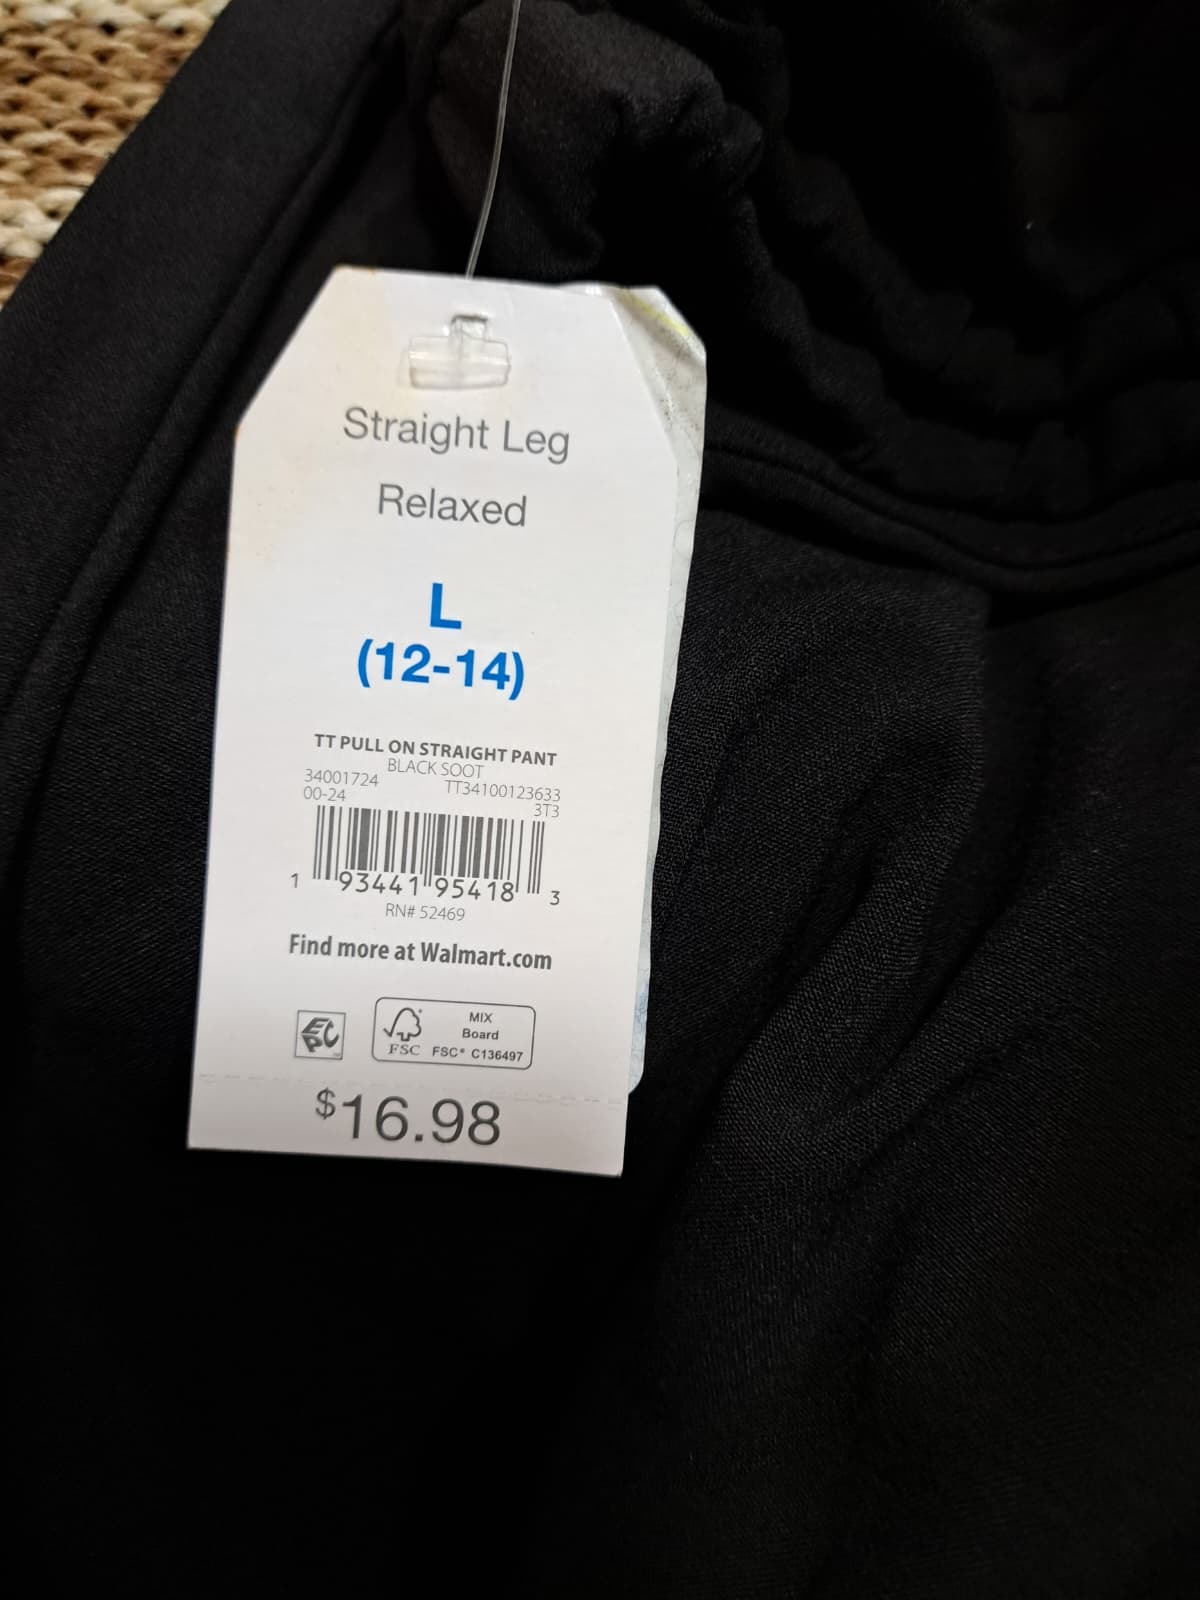 Straight Leg
Relaxed
L
(12-14)
TT PULL ON STRAIGHT PANT
BLACK SOOT
34001724 TT34100123633
00-24 3T3
1 93441 95418 3
RN# 52469
Find more at Walmart.com
EPC
MIX
Board
FSC FSC® C136497
$16.98